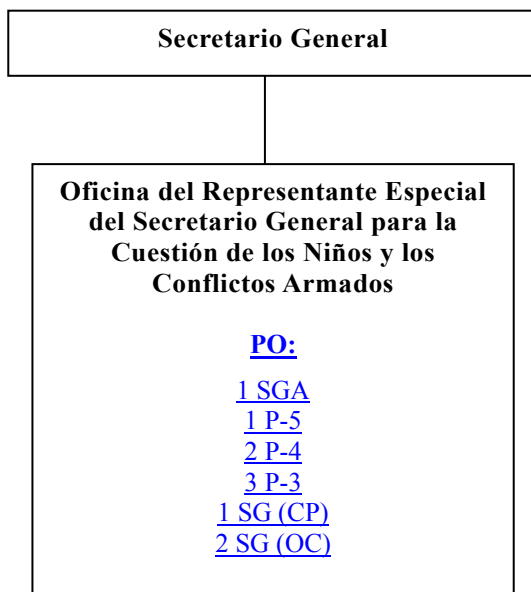 Secretario General
Oficina del Representante Especial
del Secretario General para la
Cuestión de los Niños y los
Conflictos Armados
PO:
1 SGA
1 P-5
2 P-4
3 P-3
1 SG (CP)
2 SG (OC)